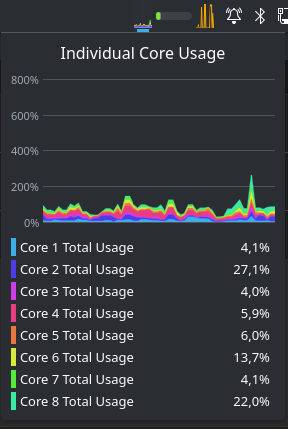 Individual Core Usage
800%
600%
400%
200%
0%
Core 1 Total Usage 4,1%
Core 2 Total Usage 27,1%
Core 3 Total Usage 4,0%
Core 4 Total Usage 5,9%
Core 5 Total Usage 6,0%
Core 6 Total Usage 13,7%
Core 7 Total Usage 4,1%
Core 8 Total Usage 22,0%